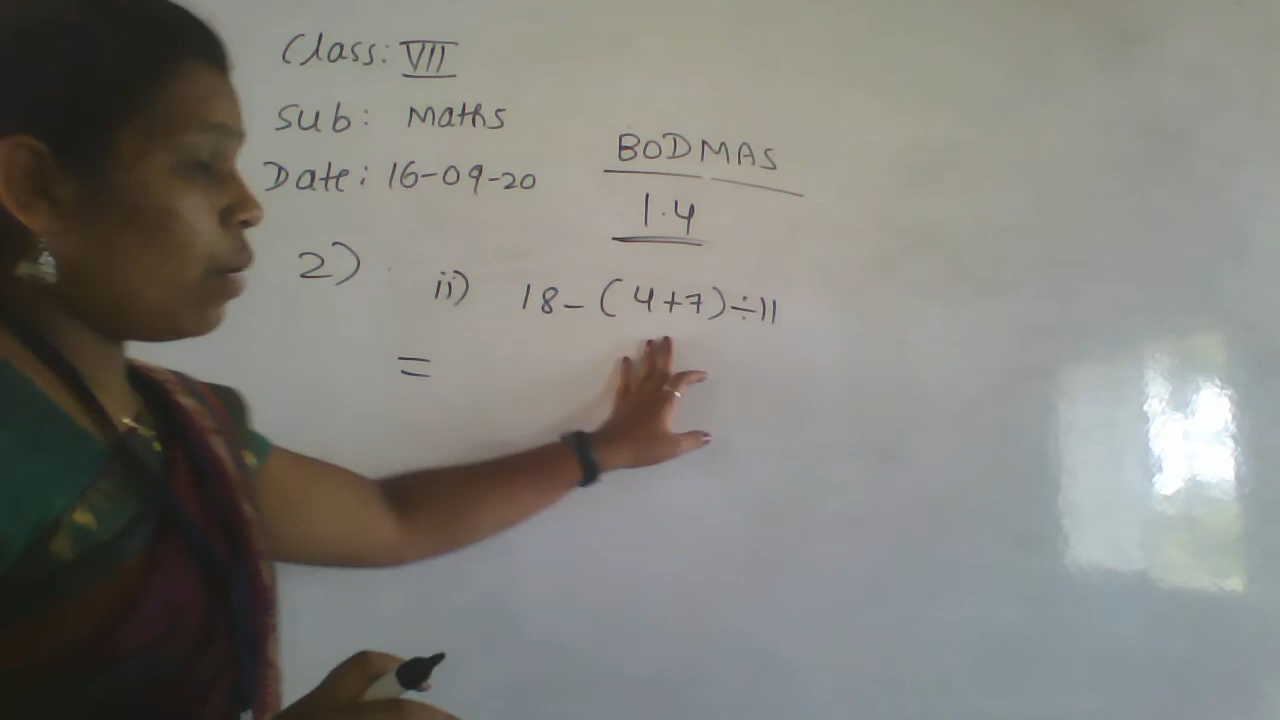 Class: VII
Sub: Maths
Date: 16-09-20
BODMAS
1.4
2) ii) 18-(4+7)÷11
=